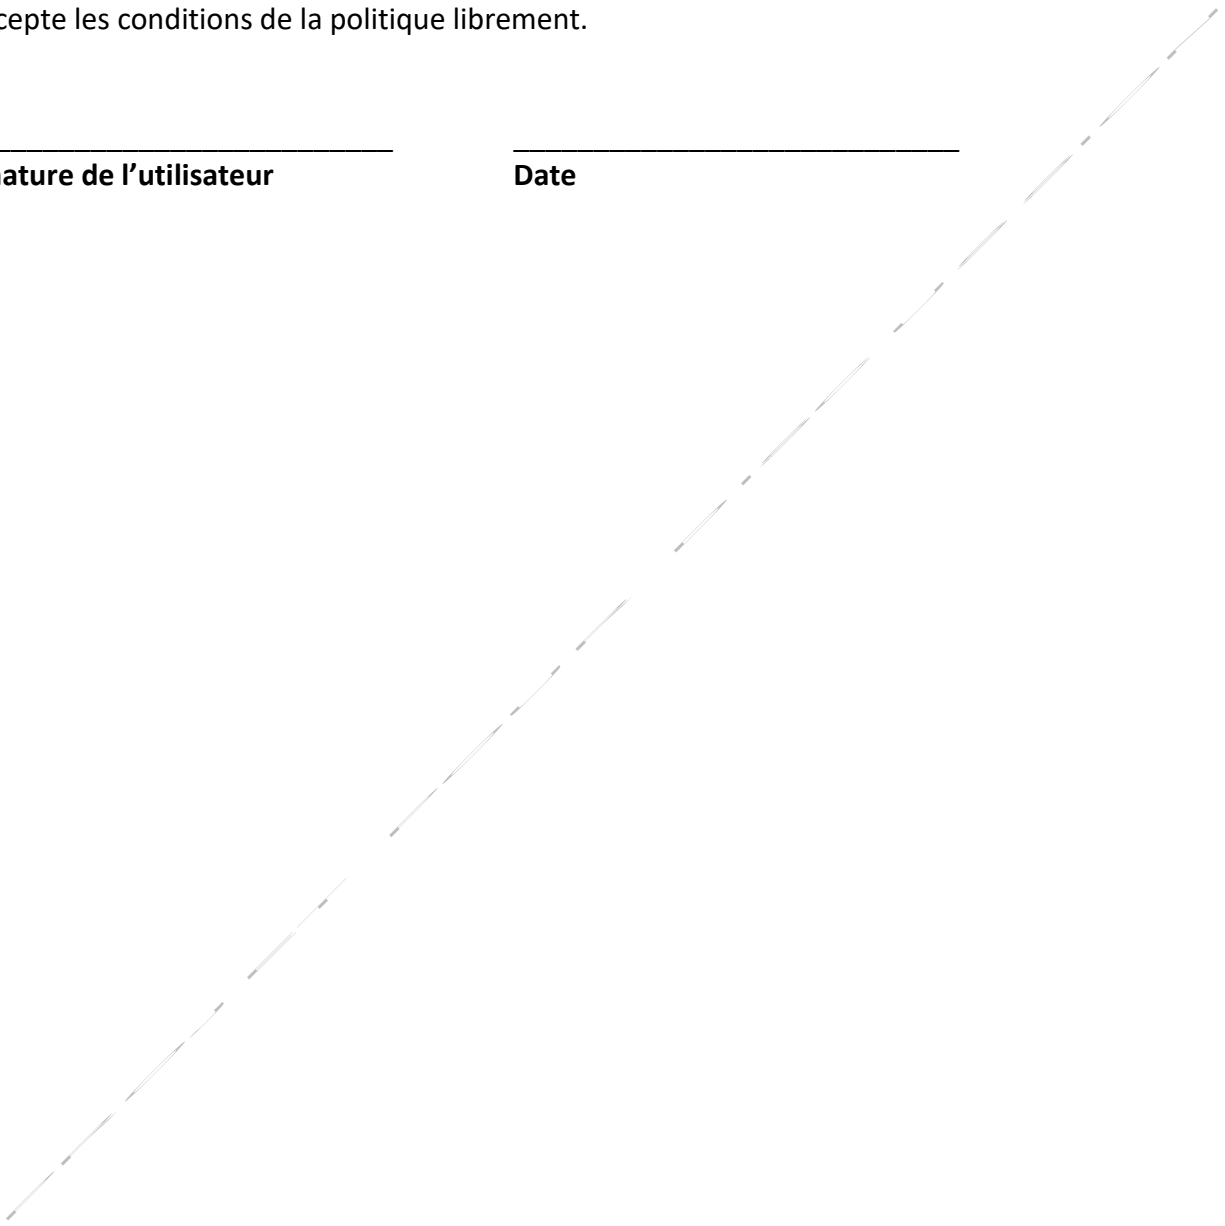 cepte les conditions de la politique librement.
nature de l’utilisateur Date